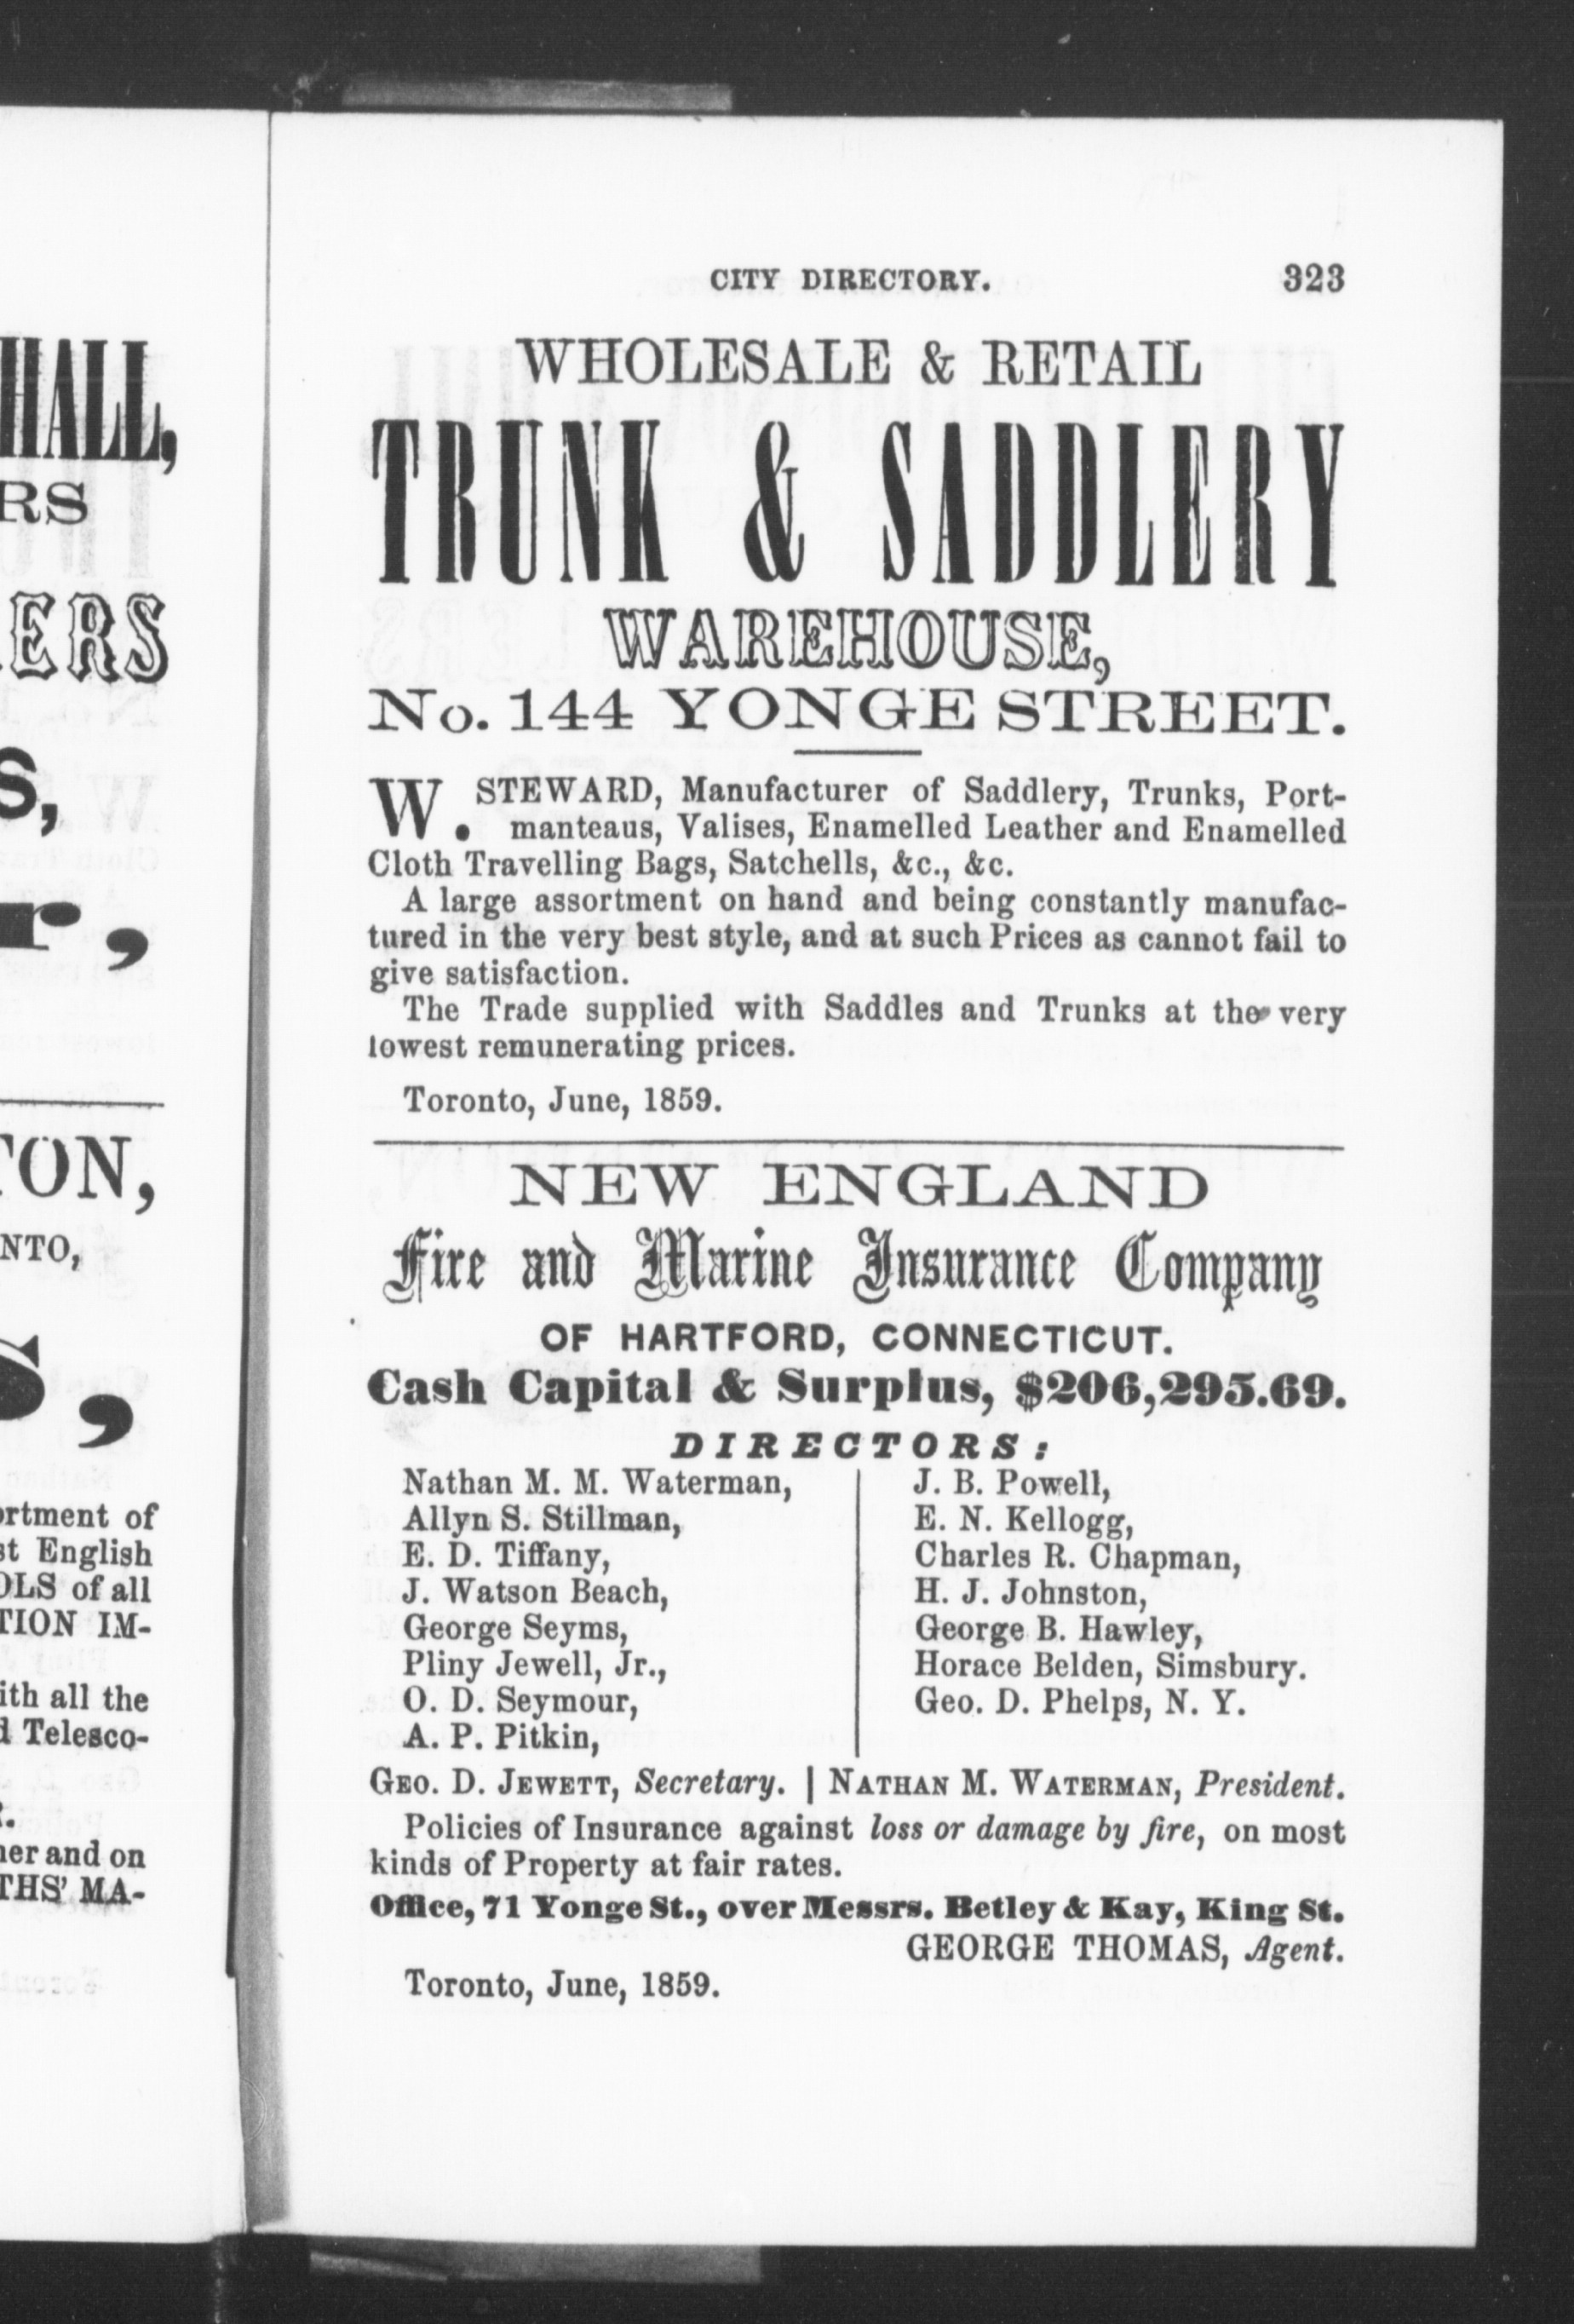 HALL,
RS
ERS
S,
r,
TON,
NTO,
S,
ortment of
st English
OLS of all
TION IM-
ith all the
d Telesco-
her and on
THS' MA-
CITY DIRECTORY. 323
WHOLESALE & RETAIL
TRUNK & SADDLERY
WAREHOUSE,
No. 144 YONGE STREET.
W. STEWARD, Manufacturer of Saddlery, Trunks, Port-
manteaus, Valises, Enamelled Leather and Enamelled
Cloth Travelling Bags, Satchells, &c., &c.
A large assortment on hand and being constantly manufac-
tured in the very best style, and at such Prices as cannot fail to
give satisfaction.
The Trade supplied with Saddles and Trunks at the very
lowest remunerating prices.
Toronto, June, 1859.
NEW ENGLAND
Fire and Marine Insurance Company
OF HARTFORD, CONNECTICUT.
Cash Capital & Surplus, $206,295.69.
DIRECTORS:
Nathan M. M. Waterman,
Allyn S. Stillman,
E. D. Tiffany,
J. Watson Beach,
George Seyms,
Pliny Jewell, Jr.,
O. D. Seymour,
A. P. Pitkin,
J. B. Powell,
E. N. Kellogg,
Charles R. Chapman,
H. J. Johnston,
George B. Hawley,
Horace Belden, Simsbury.
Geo. D. Phelps, N. Y.
GEO. D. JEWETT, Secretary. | NATHAN M. WATERMAN, President.
Policies of Insurance against loss or damage by fire, on most
kinds of Property at fair rates.
Office, 71 Yonge St., over Messrs. Betley & Kay, King St.
GEORGE THOMAS, Agent.
Toronto, June, 1859.